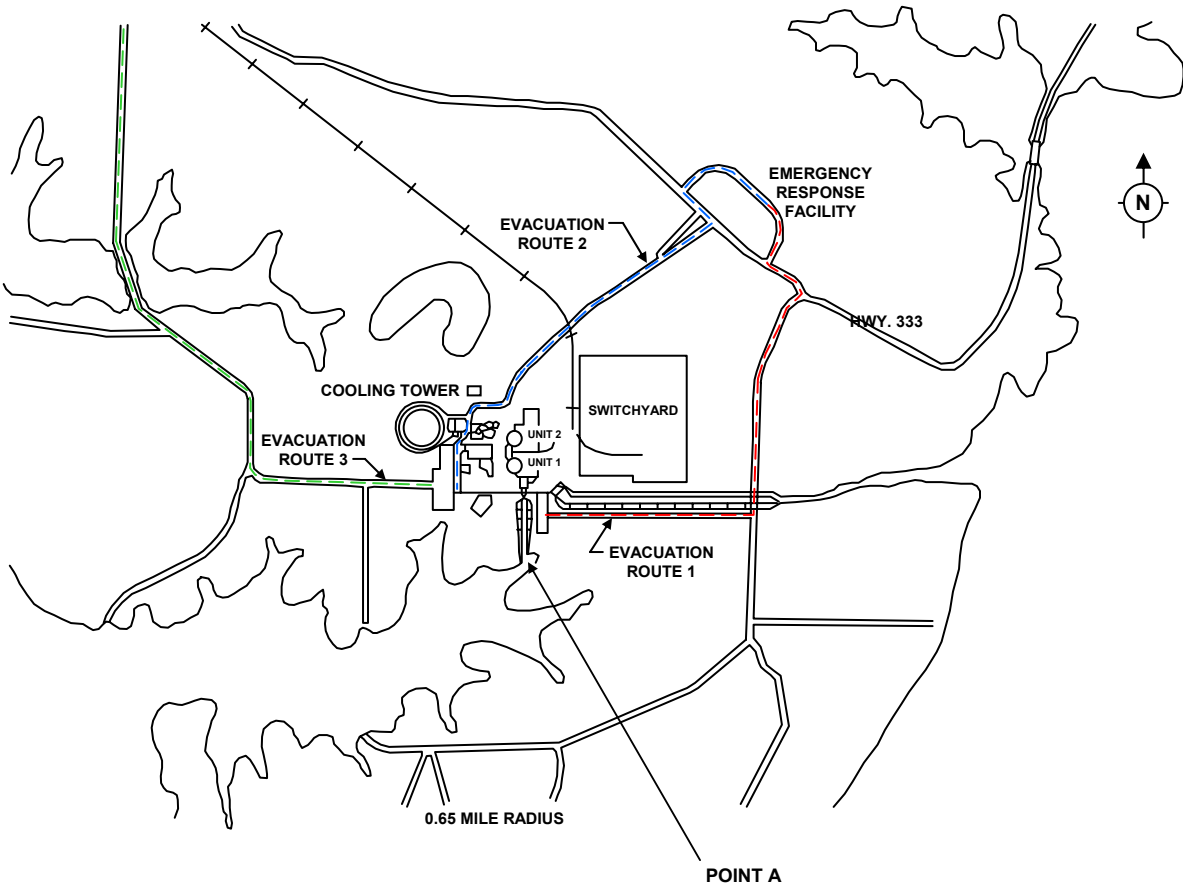 EMERGENCY
RESPONSE
FACILITY
N
EVACUATION
ROUTE 2
HWY. 333
COOLING TOWER
SWITCHYARD
UNIT 2
EVACUATION
ROUTE 3
UNIT 1
EVACUATION
ROUTE 1
0.65 MILE RADIUS
POINT A